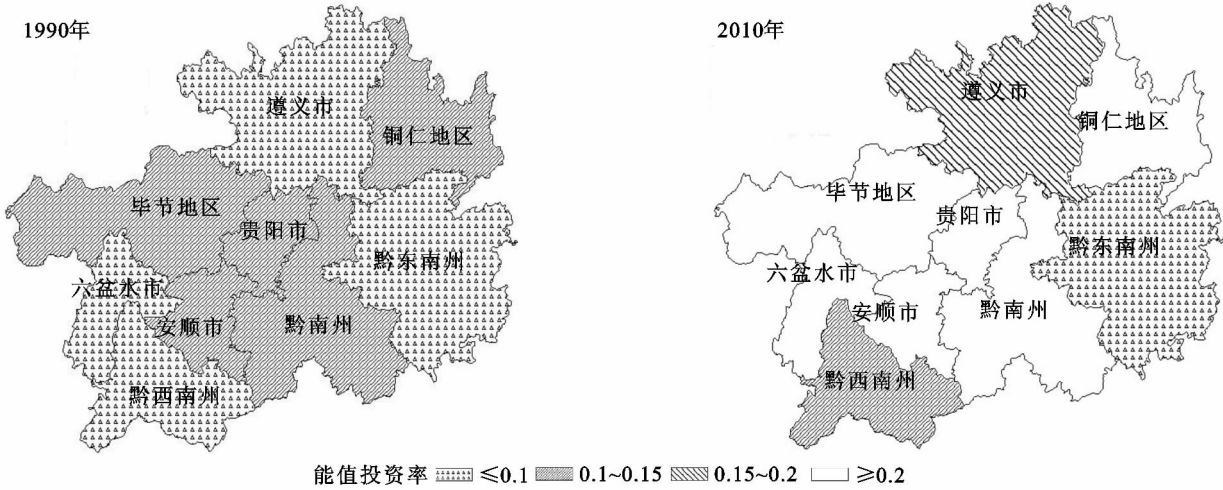 1990年
遵义市
铜仁地区
毕节地区
贵阳市
黔东南州
六盆水市
安顺市
黔南州
黔西南州
2010年
遵义市
铜仁地区
毕节地区
贵阳市
黔东南州
六盆水市
安顺市
黔南州
黔西南州
能值投资率 ≤0.1 0.1~0.15 0.15~0.2 ≥0.2